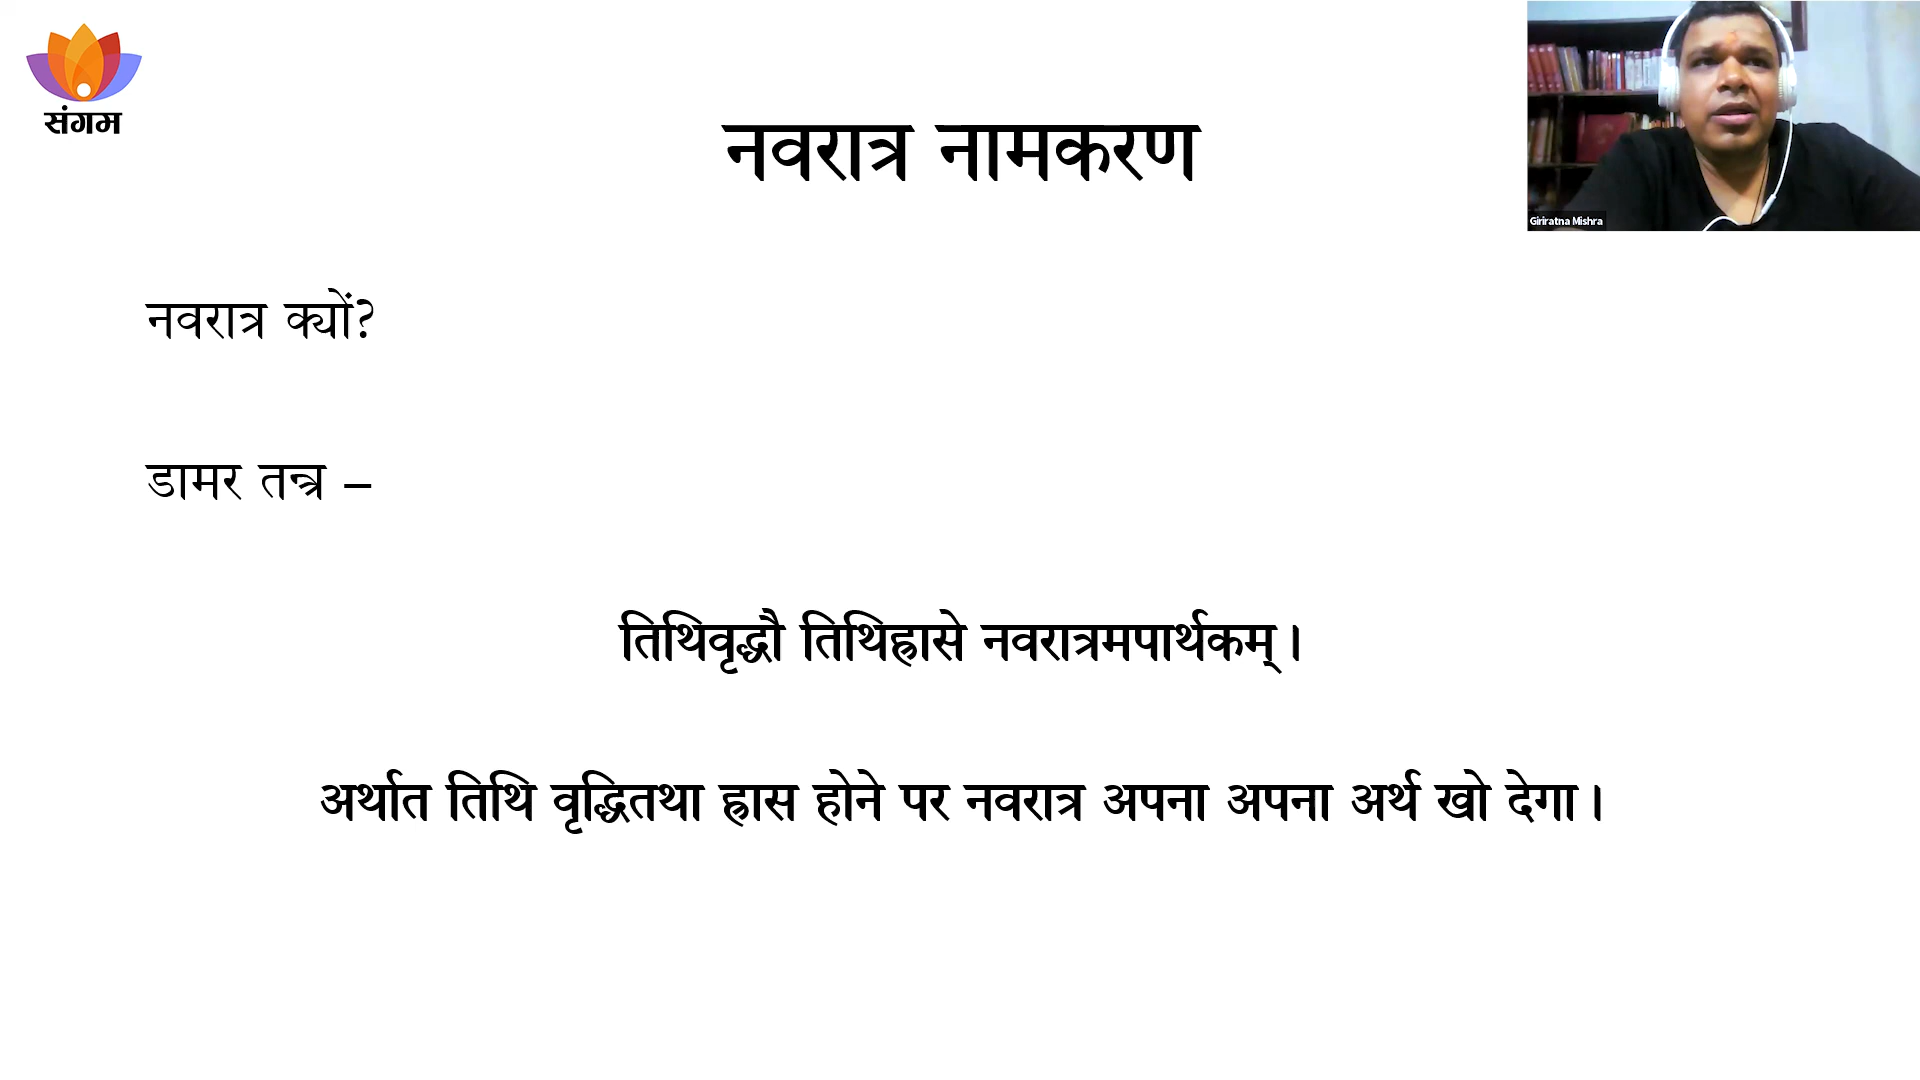 संगम
नवरात्र नामकरण
Giriratna Mishra
नवरात्र क्यों?
डामर तन्त्र –
तिथिवृद्धौ तिथिह्रासे नवरात्रमपार्थकम्।
अर्थात तिथि वृद्धितथा ह्रास होने पर नवरात्र अपना अपना अर्थ खो देगा।